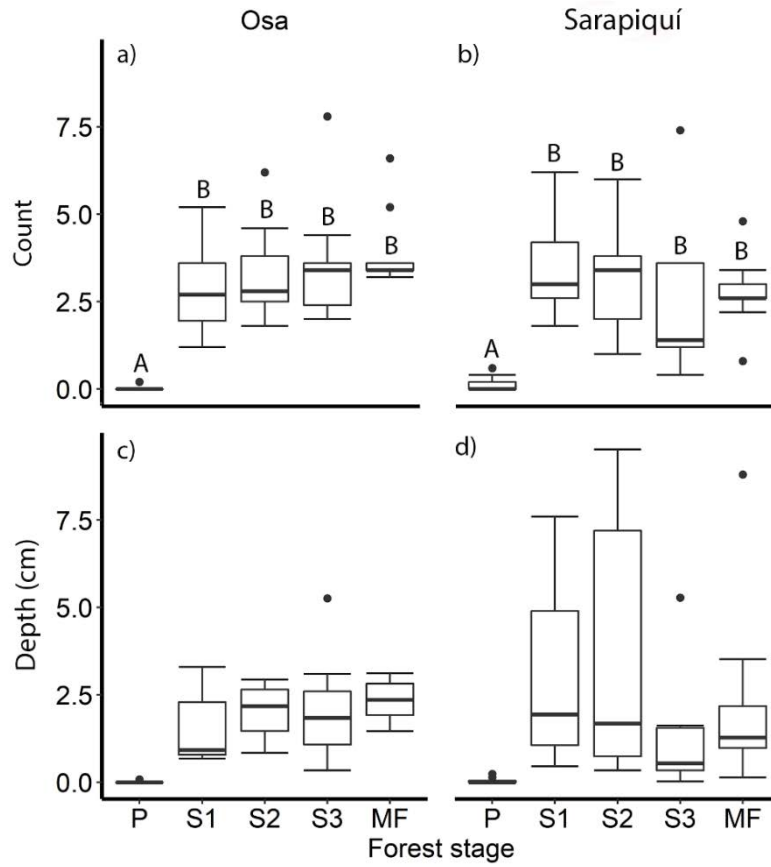 Osa
Sarapiquí
a)
b)
Count
7.5
5.0
2.5
0.0
A
B
B
B
B
A
B
B
B
B
c)
d)
Depth (cm)
7.5
5.0
2.5
0.0
P S1 S2 S3 MF
P S1 S2 S3 MF
Forest stage